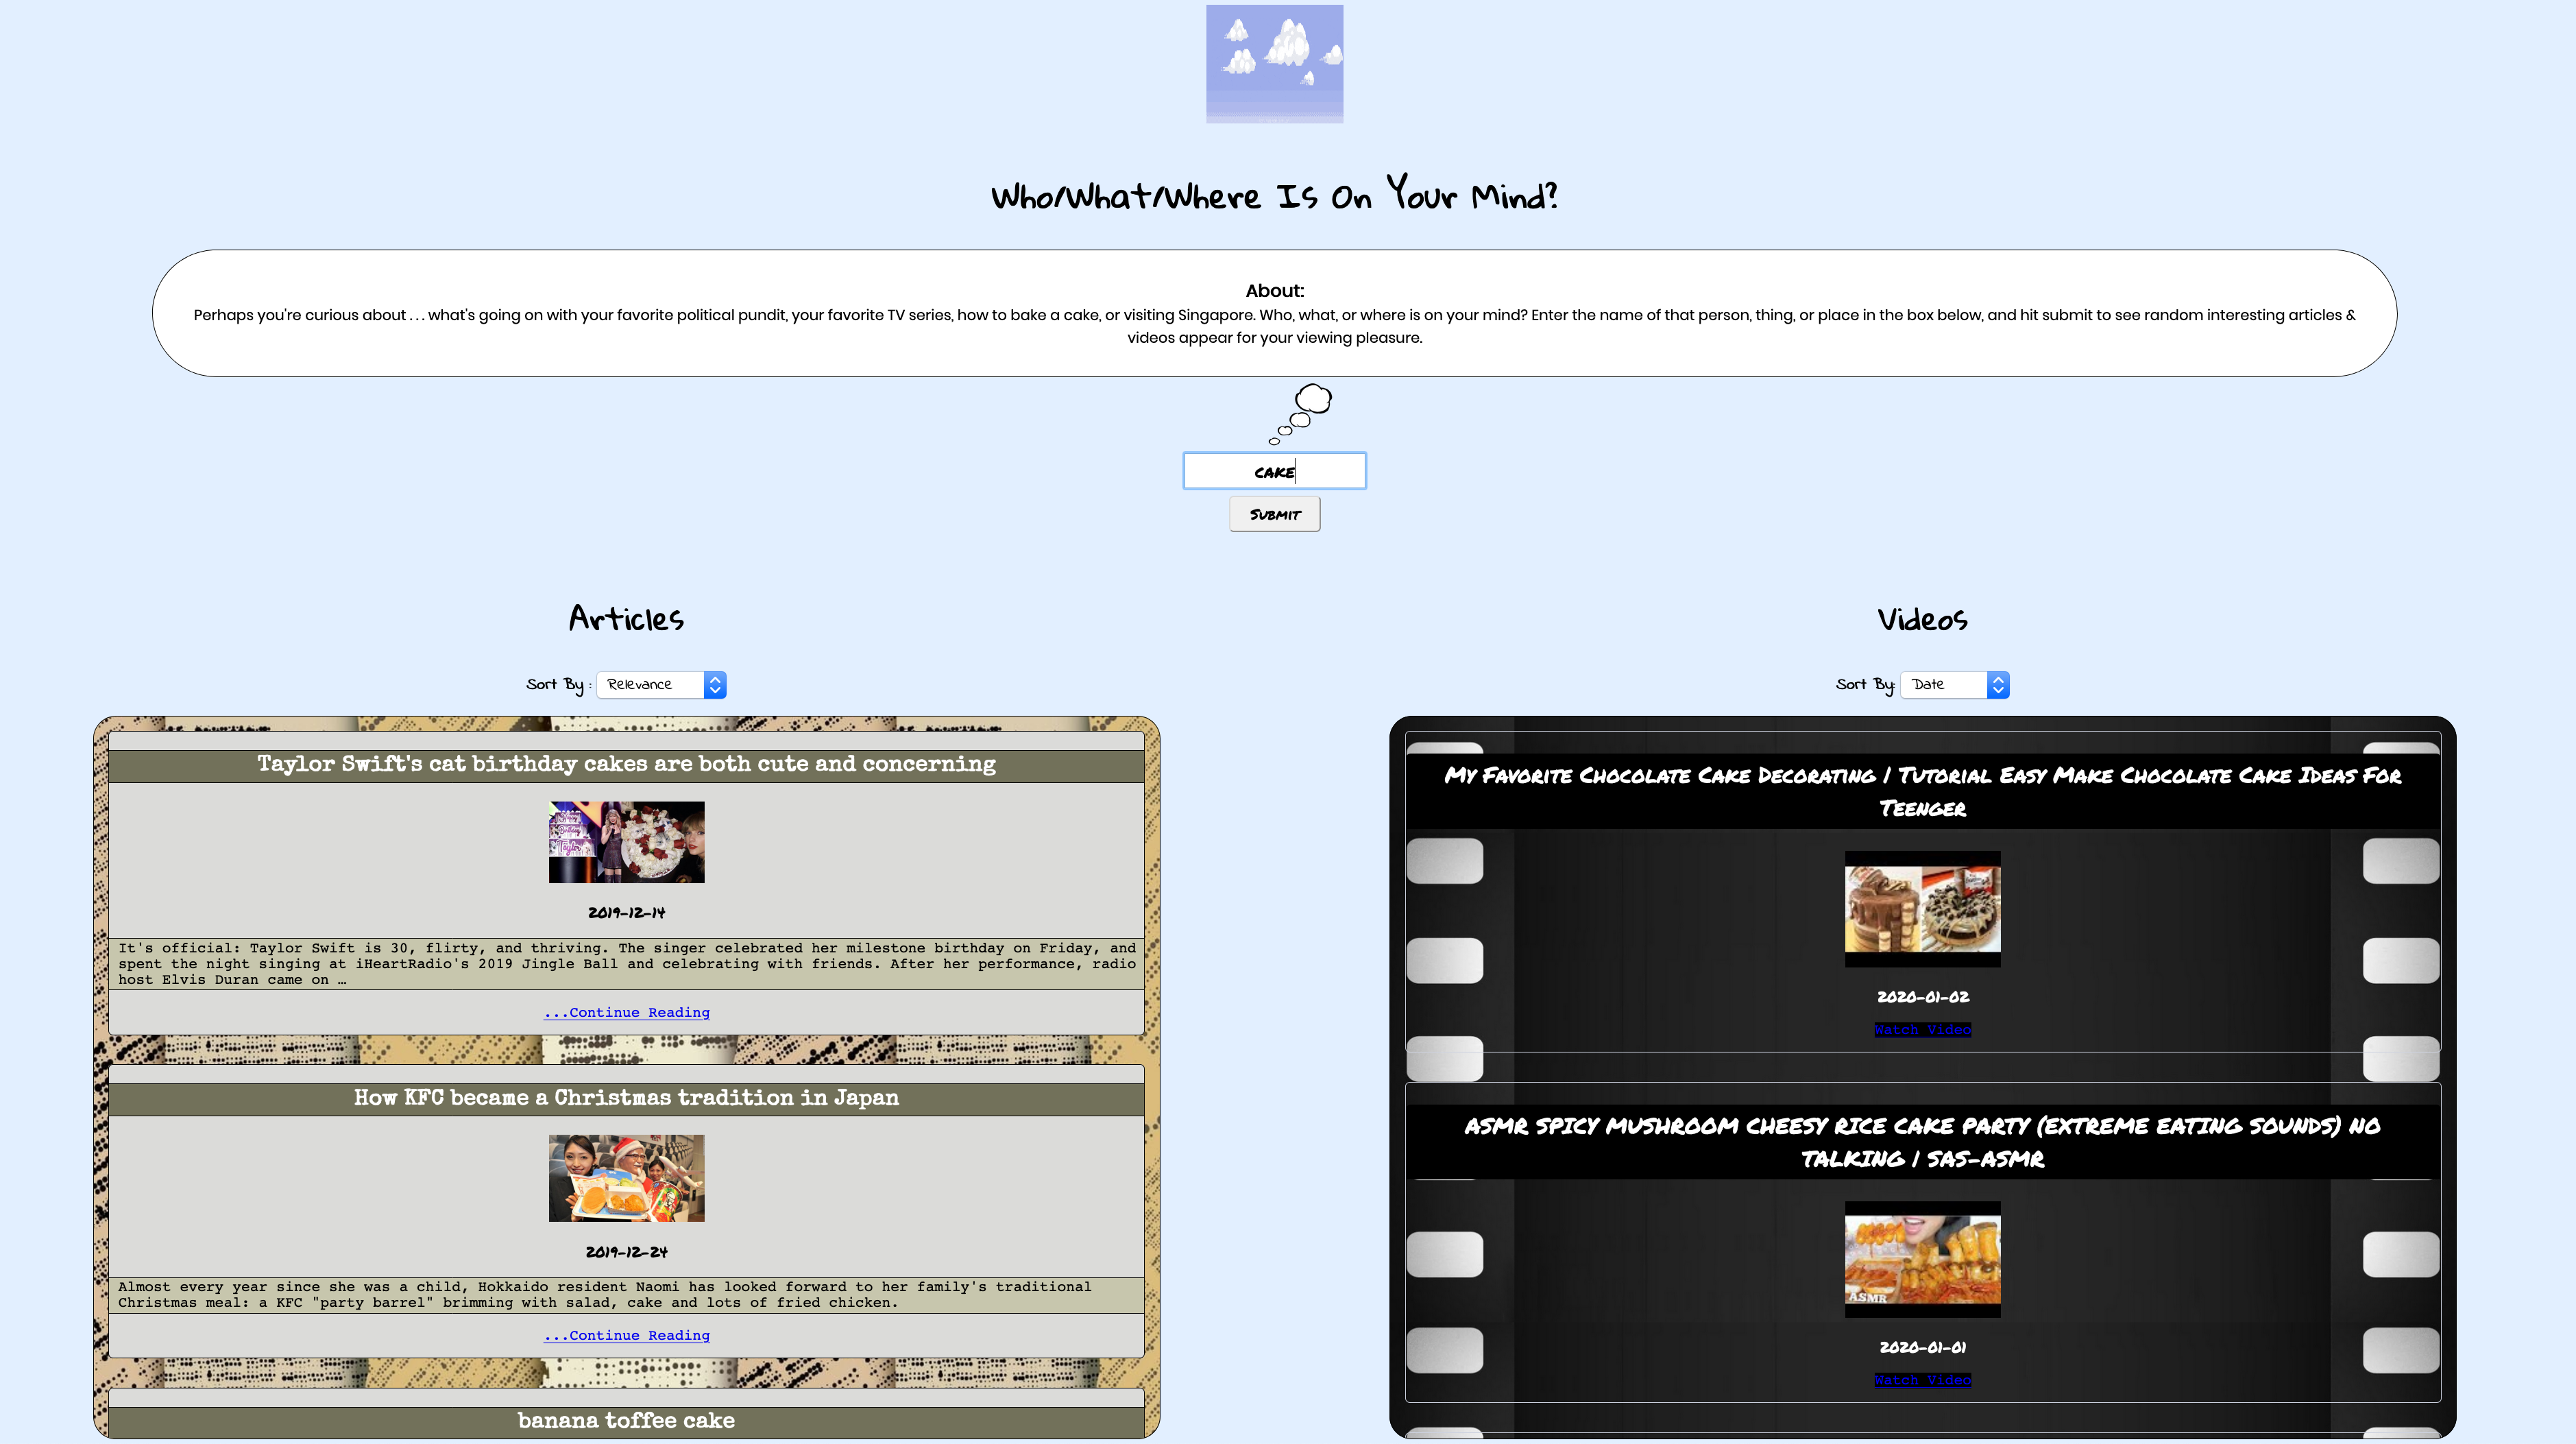 Who/What/Where Is On Your Mind?
About:
Perhaps you're curious about . . . what's going on with your favorite political pundit, your favorite TV series, how to bake a cake, or visiting Singapore. Who, what, or where is on your mind? Enter the name of that person, thing, or place in the box below, and hit submit to see random interesting articles &
videos appear for your viewing pleasure.
CAKE
SUBMIT
Articles
Sort By : Relevance
Taylor Swift's cat birthday cakes are both cute and concerning
Happy
Birthday
Taylor
2019-12-14
It's official: Taylor Swift is 30, flirty, and thriving. The singer celebrated her milestone birthday on Friday, and
spent the night singing at iHeartRadio's 2019 Jingle Ball and celebrating with friends. After her performance, radio
host Elvis Duran came on …
...Continue Reading
How KFC became a Christmas tradition in Japan
2019-12-24
Almost every year since she was a child, Hokkaido resident Naomi has looked forward to her family's traditional
Christmas meal: a KFC "party barrel" brimming with salad, cake and lots of fried chicken.
...Continue Reading
banana toffee cake
Videos
Sort By: Date
My Favorite Chocolate Cake Decorating | Tutorial Easy Make Chocolate Cake Ideas For
Teenger
2020-01-02
Watch Video
ASMR SPICY MUSHROOM CHEESY RICE CAKE PARTY (EXTREME EATING SOUNDS) NO
TALKING | SAS-ASMR
ASMR
2020-01-01
Watch Video